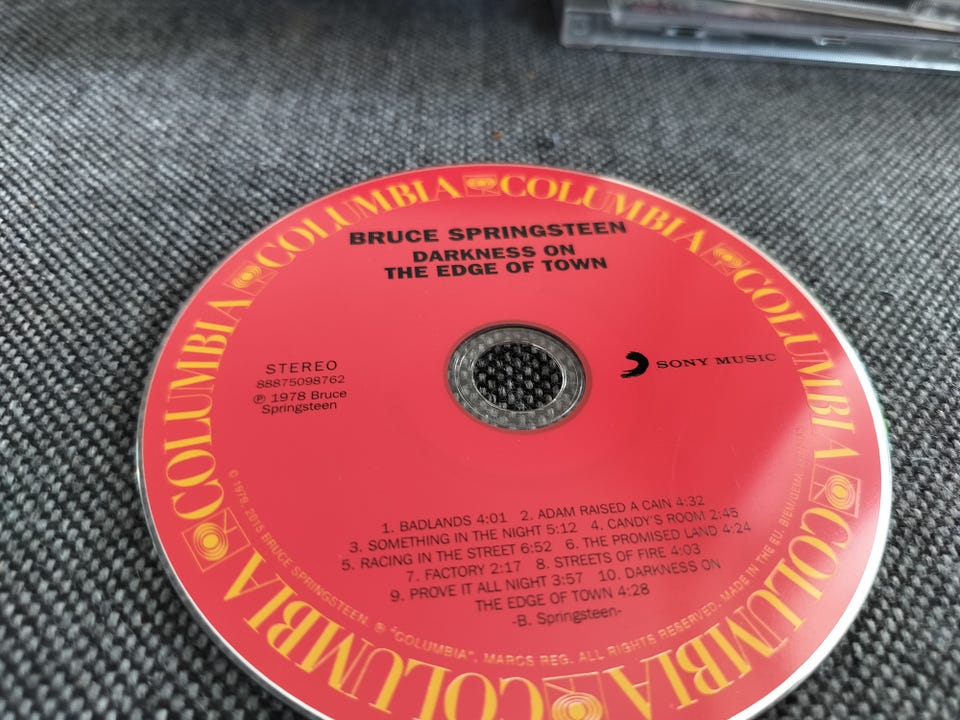 COLUMBIA COLUMBIA COLUMBIA COLUMBIA COLUMBIA COLUMBIA COLUMBIA COLUMBIA
BRUCE SPRINGSTEEN
DARKNESS ON
THE EDGE OF TOWN
STEREO
88875098762
℗ 1978 Bruce
Springsteen
SONY MUSIC
1. BADLANDS 4:01 2. ADAM RAISED A CAIN 4:32
3. SOMETHING IN THE NIGHT 5:12 4. CANDY'S ROOM 2:45
5. RACING IN THE STREET 6:52 6. THE PROMISED LAND 4:24
7. FACTORY 2:17 8. STREETS OF FIRE 4:03
9. PROVE IT ALL NIGHT 3:57 10. DARKNESS ON
THE EDGE OF TOWN 4:28
-B. Springsteen-
© 1978, 2015 BRUCE SPRINGSTEEN. ® "COLUMBIA", MARCS REG. ALL RIGHTS RESERVED. MADE IN THE EU. BIEM/GEMA.